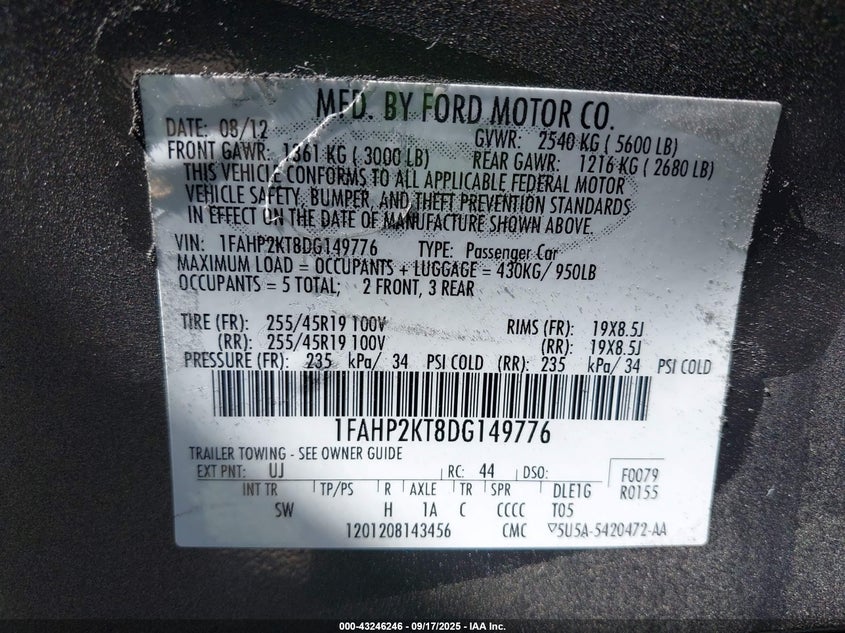 MFD. BY FORD MOTOR CO.
DATE: 08/12 GVWR: 2540 KG ( 5600 LB)
FRONT GAWR: 1361 KG ( 3000 LB) REAR GAWR: 1216 KG ( 2680 LB)
THIS VEHICLE CONFORMS TO ALL APPLICABLE FEDERAL MOTOR
VEHICLE SAFETY, BUMPER, AND THEFT PREVENTION STANDARDS
IN EFFECT ON THE DATE OF MANUFACTURE SHOWN ABOVE.
VIN: 1FAHP2KT8DG149776 TYPE: Passenger Car
MAXIMUM LOAD = OCCUPANTS + LUGGAGE = 430KG/ 950LB
OCCUPANTS = 5 TOTAL; 2 FRONT, 3 REAR
TIRE (FR): 255/45R19 100V RIMS (FR): 19X8.5J
(RR): 255/45R19 100V (RR): 19X8.5J
PRESSURE (FR): 235 kPa/ 34 PSI COLD (RR): 235 kPa/ 34 PSI COLD
1FAHP2KT8DG149776
TRAILER TOWING - SEE OWNER GUIDE
EXT PNT: UJ RC: 44 DSO: F0079
INT TR TP/PS R AXLE TR SPR DLE1G R0155
SW H 1A C CCCC T05
1201208143456 CMC ▽5U5A-5420472-AA
000-43246246 - 09/17/2025 - IAA Inc.